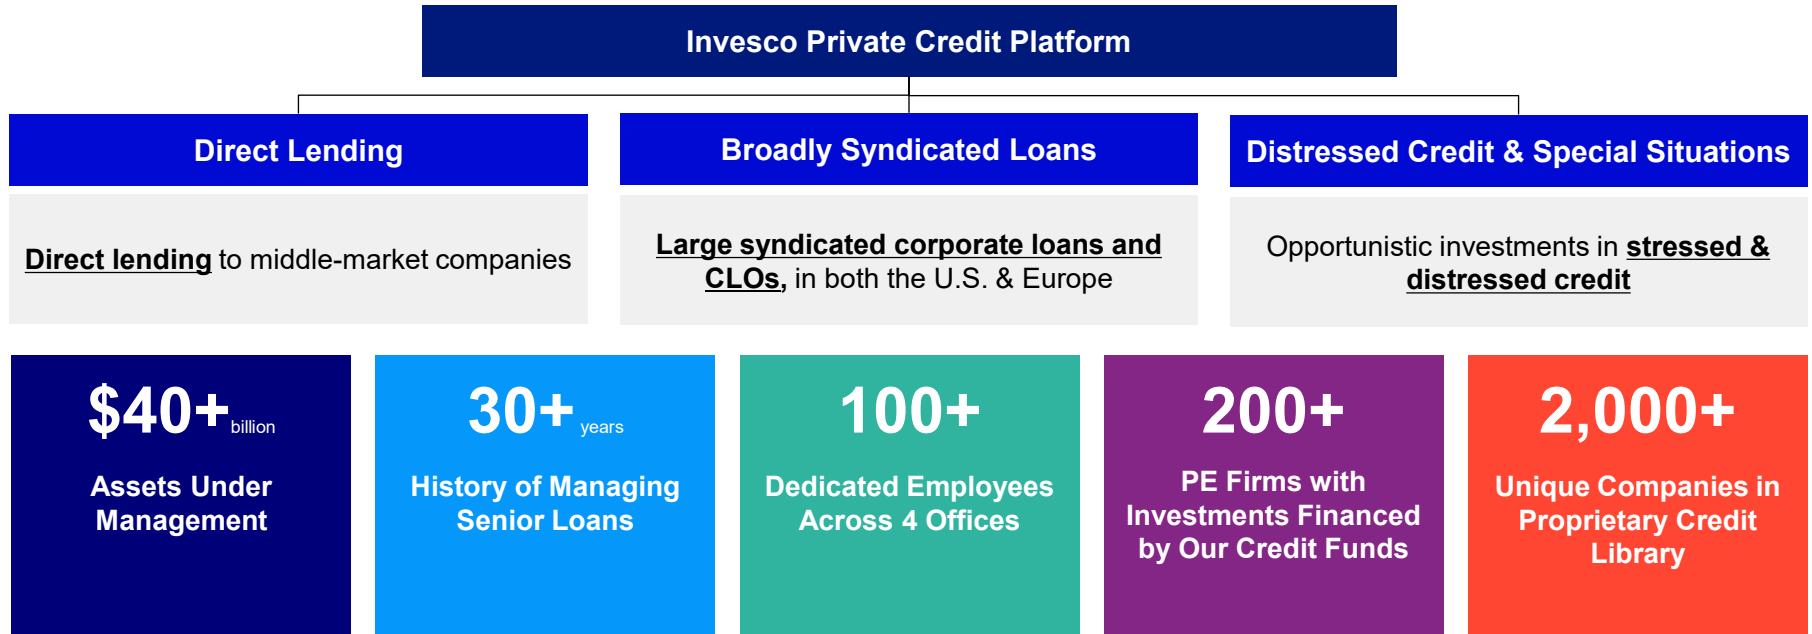 Invesco Private Credit Platform
Direct Lending
Broadly Syndicated Loans
Distressed Credit & Special Situations
Direct lending to middle-market companies
Large syndicated corporate loans and
CLOs, in both the U.S. & Europe
Opportunistic investments in stressed &
distressed credit
$40+ billion
Assets Under
Management
30+ years
History of Managing
Senior Loans
100+
Dedicated Employees
Across 4 Offices
200+
PE Firms with
Investments Financed
by Our Credit Funds
2,000+
Unique Companies in
Proprietary Credit
Library